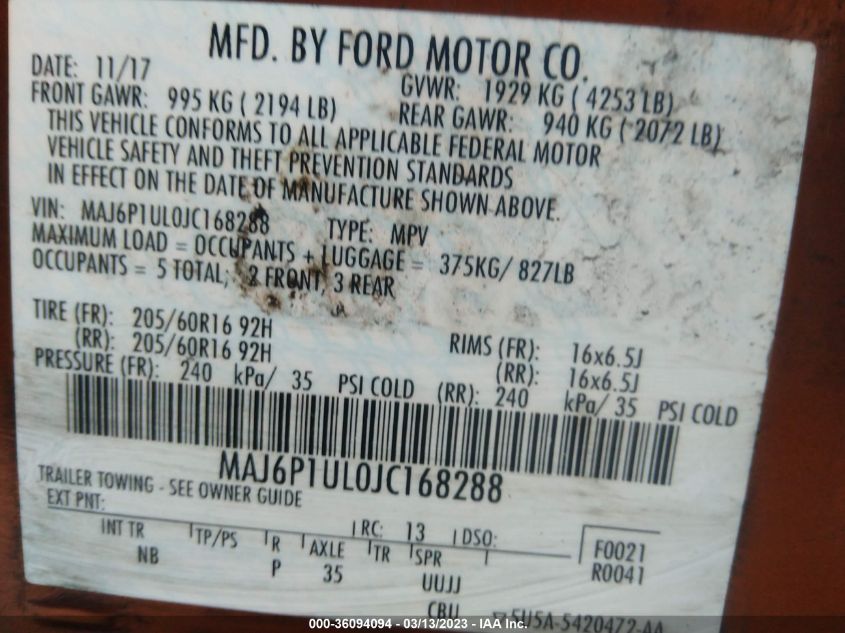 MFD. BY FORD MOTOR CO.
DATE: 11/17 GVWR: 1929 KG ( 4253 LB)
FRONT GAWR: 995 KG ( 2194 LB) REAR GAWR: 940 KG ( 2072 LB)
THIS VEHICLE CONFORMS TO ALL APPLICABLE FEDERAL MOTOR
VEHICLE SAFETY AND THEFT PREVENTION STANDARDS
IN EFFECT ON THE DATE OF MANUFACTURE SHOWN ABOVE.
VIN: MAJ6P1UL0JC168288 TYPE: MPV
MAXIMUM LOAD = OCCUPANTS + LUGGAGE = 375KG/ 827LB
OCCUPANTS = 5 TOTAL, 2 FRONT, 3 REAR
TIRE (FR): 205/60R16 92H RIMS (FR): 16x6.5J
(RR): 205/60R16 92H (RR): 16x6.5J
PRESSURE (FR): 240 kPa/ 35 PSI COLD (RR): 240 kPa/ 35 PSI COLD
MAJ6P1UL0JC168288
TRAILER TOWING - SEE OWNER GUIDE
EXT PNT: RC: 13 DSO: F0021
INT TR TP/PS R AXLE TR SPR R0041
NB P 35 UUJJ
CBU 5U5A-5420472-AA
000-36094094 - 03/13/2023 - IAA Inc.